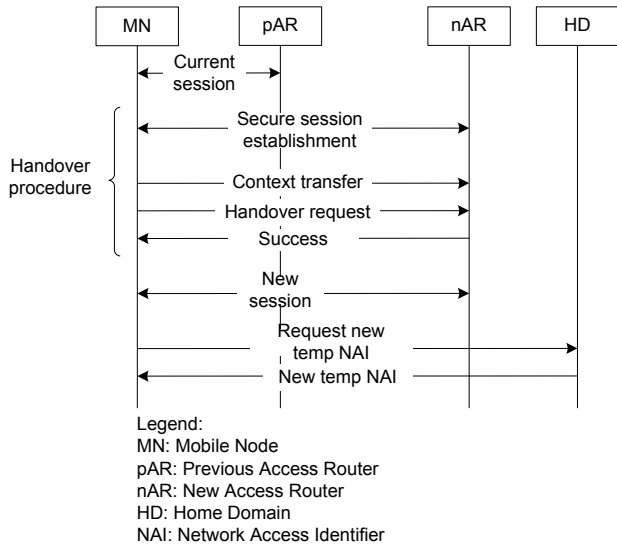 MN
pAR
nAR
HD
Current
session
Secure session
establishment
Handover
procedure
Context transfer
Handover request
Success
New
session
Request new
temp NAI
New temp NAI
Legend:
MN: Mobile Node
pAR: Previous Access Router
nAR: New Access Router
HD: Home Domain
NAI: Network Access Identifier